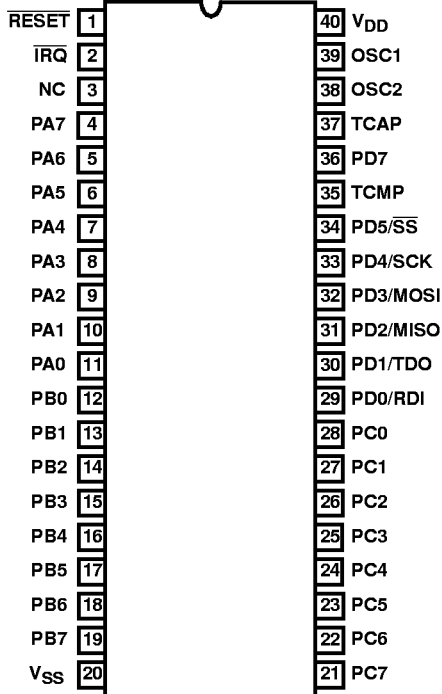 RESET 1 40 VDD
IRQ 2 39 OSC1
NC 3 38 OSC2
PA7 4 37 TCAP
PA6 5 36 PD7
PA5 6 35 TCMP
PA4 7 34 PD5/SS
PA3 8 33 PD4/SCK
PA2 9 32 PD3/MOSI
PA1 10 31 PD2/MISO
PA0 11 30 PD1/TDO
PB0 12 29 PD0/RDI
PB1 13 28 PC0
PB2 14 27 PC1
PB3 15 26 PC2
PB4 16 25 PC3
PB5 17 24 PC4
PB6 18 23 PC5
PB7 19 22 PC6
VSS 20 21 PC7